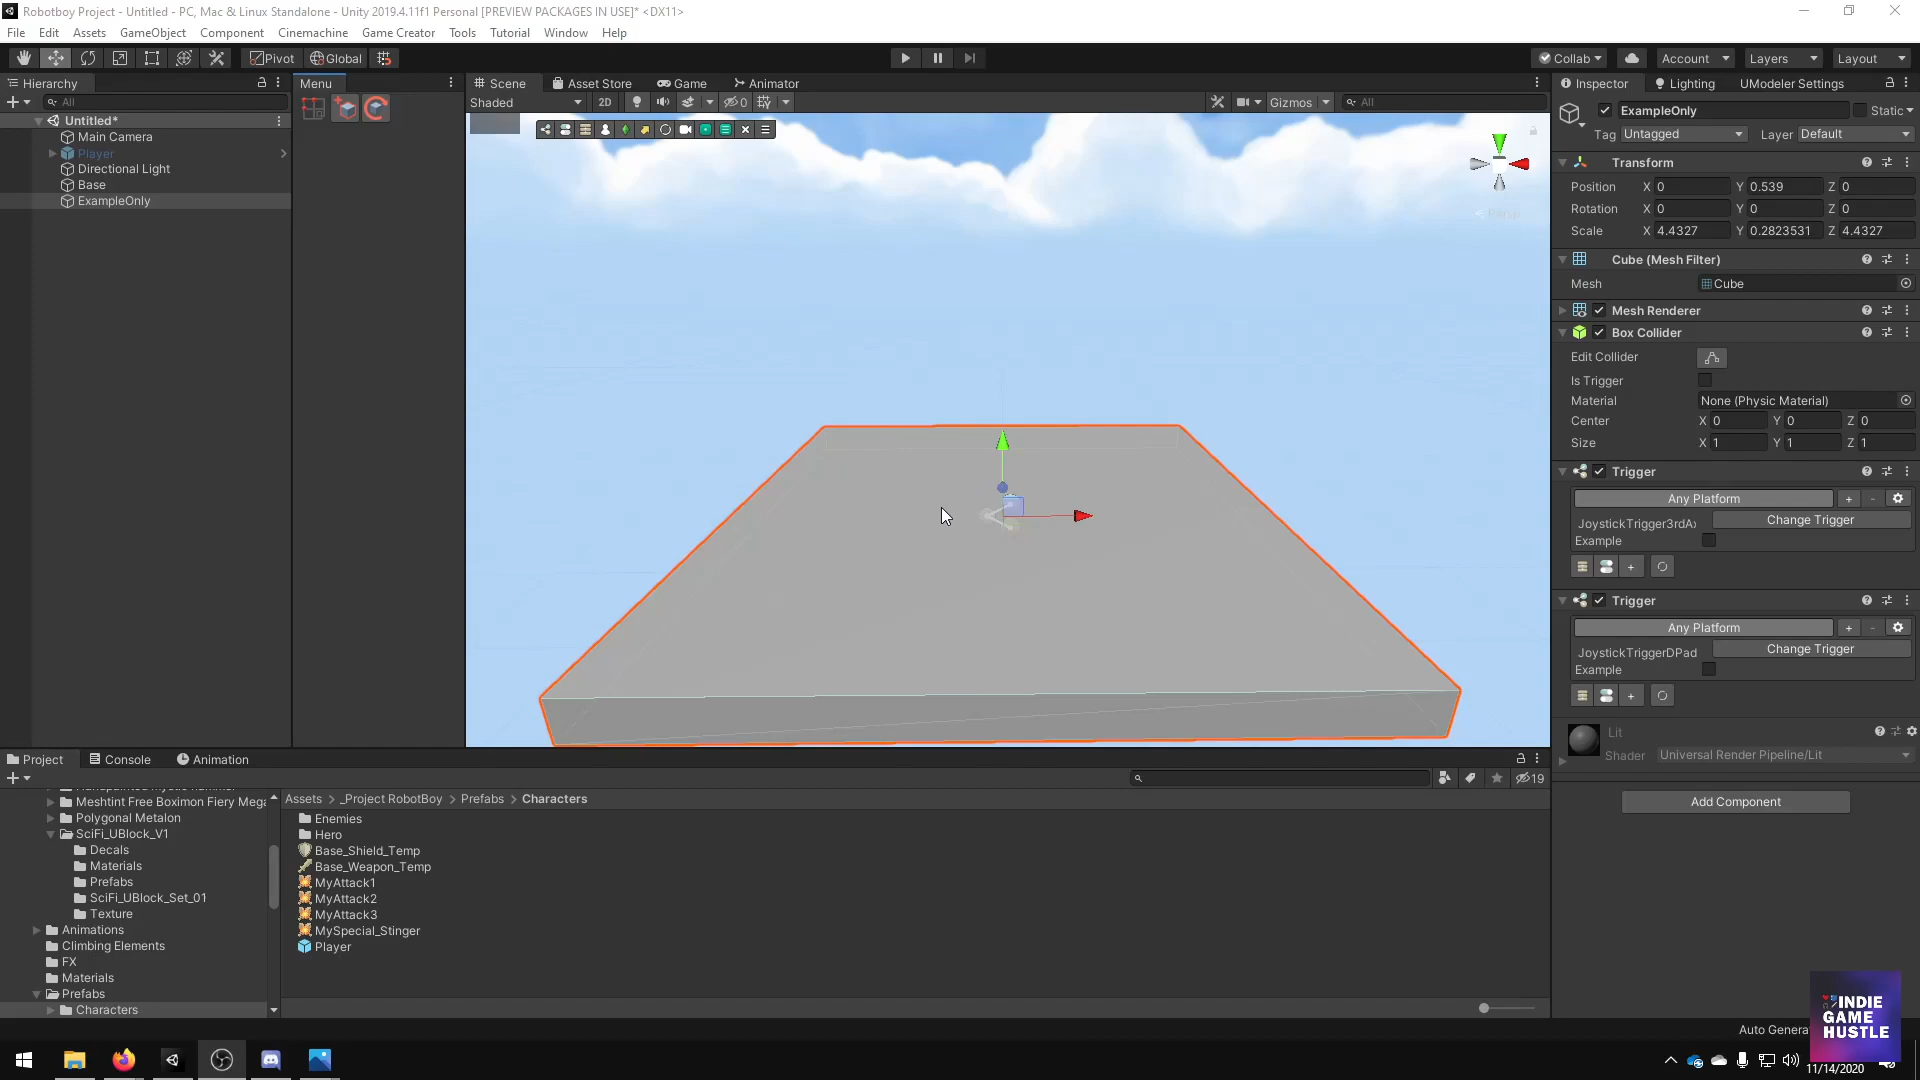 Robotboy Project - Untitled - PC, Mac & Linux Standalone - Unity 2019.4.11f1 Personal [PREVIEW PACKAGES IN USE]* <DX11>
File Edit Assets GameObject Component Cinemachine Game Creator Tools Tutorial Window Help
Pivot Global Collab Account Layers Layout
Hierarchy
All
Untitled*
Main Camera
Player
Directional Light
Base
ExampleOnly
Menu
Scene Asset Store Game Animator
Shaded 2D 0 Gizmos All
Persp
Inspector Lighting UModeler Settings
ExampleOnly Static
Tag Untagged Layer Default
Transform
Position X 0 Y 0.539 Z 0
Rotation X 0 Y 0 Z 0
Scale X 4.4327 Y 0.2823531 Z 4.4327
Cube (Mesh Filter)
Mesh Cube
Mesh Renderer
Box Collider
Edit Collider
Is Trigger
Material None (Physic Material)
Center X 0 Y 0 Z 0
Size X 1 Y 1 Z 1
Trigger
Any Platform + -
JoystickTrigger3rdA Change Trigger
Example
+
Trigger
Any Platform + -
JoystickTriggerDPad Change Trigger
Example
+
Lit
Shader Universal Render Pipeline/Lit
Add Component
Project Console Animation
19
Meshtint Free Boximon Fiery Mega
Polygonal Metalon
SciFi_UBlock_V1
Decals
Materials
Prefabs
SciFi_UBlock_Set_01
Texture
Animations
Climbing Elements
FX
Materials
Prefabs
Characters
Assets > _Project RobotBoy > Prefabs > Characters
Enemies
Hero
Base_Shield_Temp
Base_Weapon_Temp
MyAttack1
MyAttack2
MyAttack3
MySpecial_Stinger
Player
Auto Genera
INDIE
GAME
HUSTLE
11/14/2020